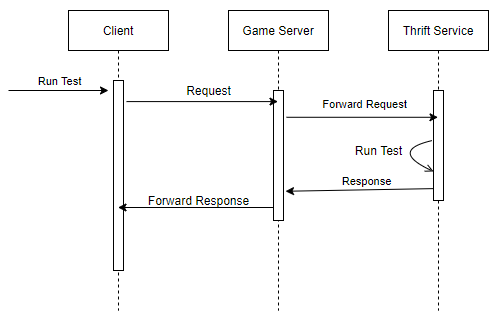 Client
Game Server
Thrift Service
Run Test
Request
Forward Request
Run Test
Response
Forward Response